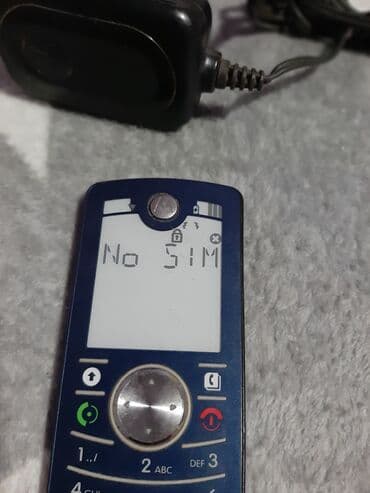 No SIM
1../
2 ABC
DEF 3